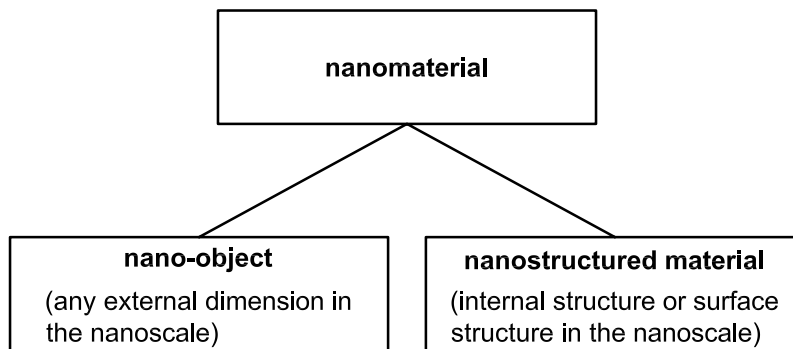 nanomaterial
nano-object
(any external dimension in
the nanoscale)
nanostructured material
(internal structure or surface
structure in the nanoscale)